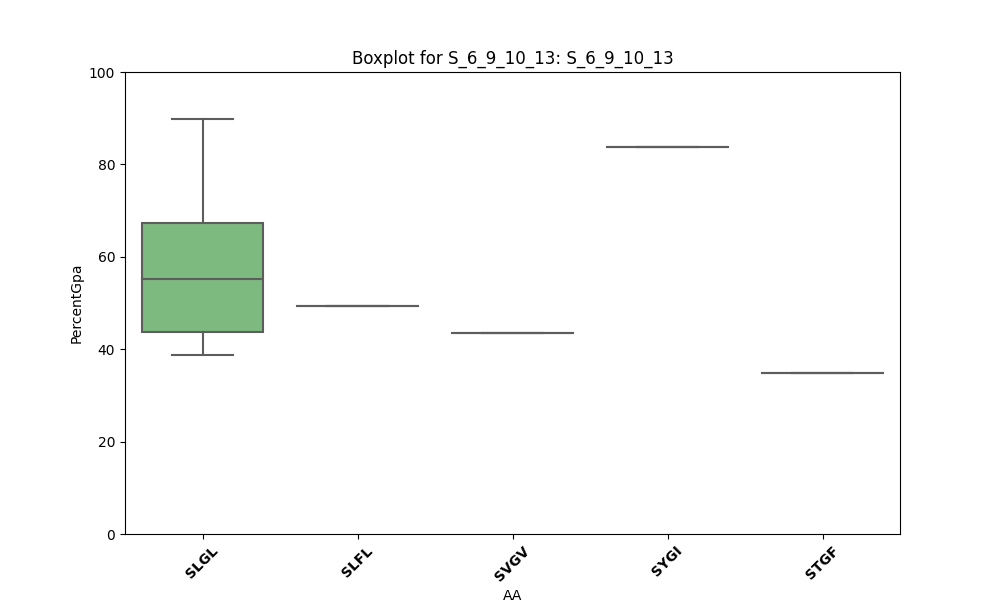 Boxplot for S_6_9_10_13: S_6_9_10_13
100
80
60
40
20
0
PercentGpa
SLGL
SLFL
SVGV
SYGI
STGF
AA